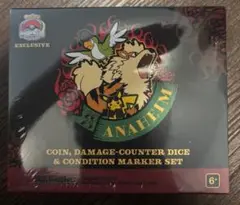 EXCLUSIVE
ANAHEIM
COIN, DAMAGE-COUNTER DICE
& CONDITION MARKER SET
6+